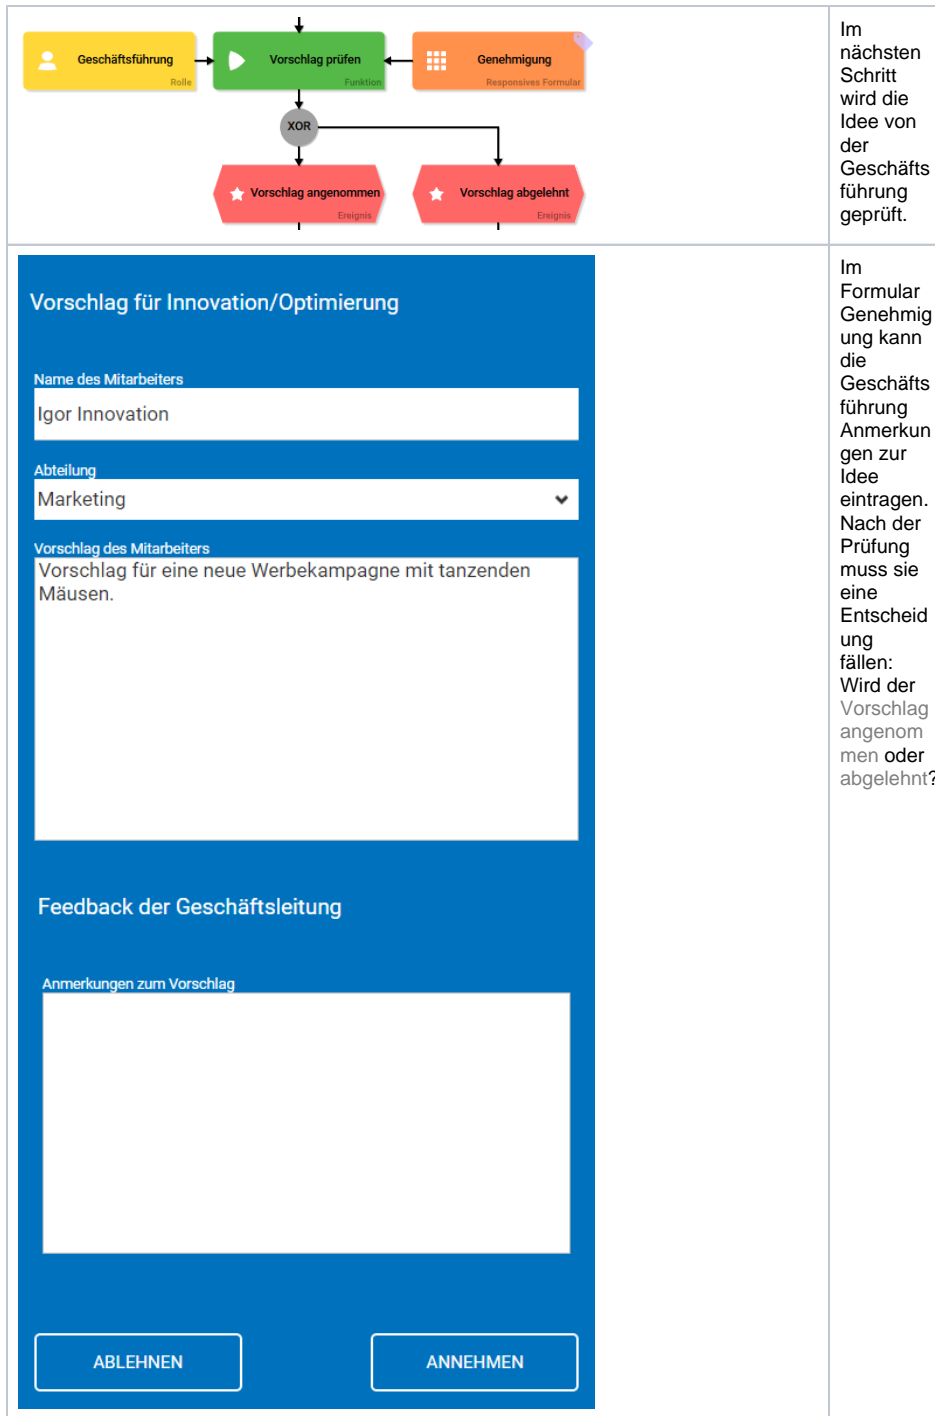 Geschäftsführung
Rolle
Vorschlag prüfen
Funktion
Genehmigung
Responsives Formular
XOR
Vorschlag angenommen
Ereignis
Vorschlag abgelehnt
Ereignis
Im
nächsten
Schritt
wird die
Idee von
der
Geschäfts
führung
geprüft.
Vorschlag für Innovation/Optimierung
Name des Mitarbeiters
Igor Innovation
Abteilung
Marketing
Vorschlag des Mitarbeiters
Vorschlag für eine neue Werbekampagne mit tanzenden
Mäusen.
Feedback der Geschäftsleitung
Anmerkungen zum Vorschlag
ABLEHNEN
ANNEHMEN
Im
Formular
Genehmig
ung kann
die
Geschäfts
führung
Anmerkun
gen zur
Idee
eintragen.
Nach der
Prüfung
muss sie
eine
Entscheid
ung
fällen:
Wird der
Vorschlag
angenom
men oder
abgelehnt?